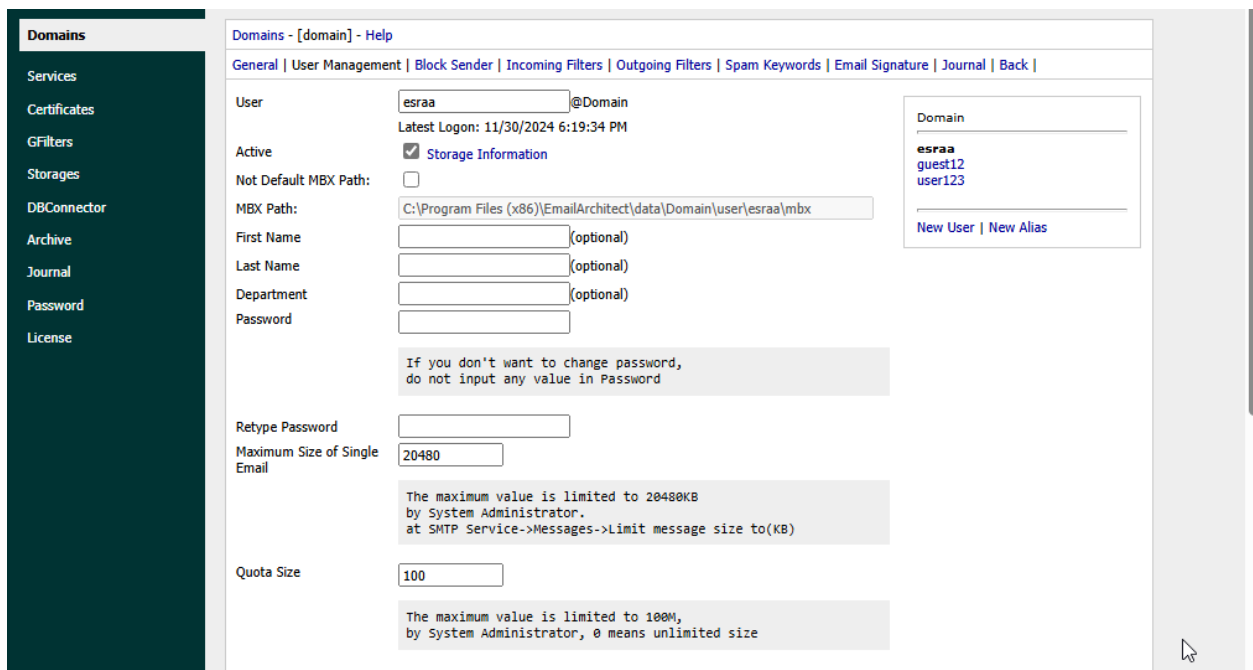 Domains
Services
Certificates
GFilters
Storages
DBConnector
Archive
Journal
Password
License
Domains - [domain] - Help
General | User Management | Block Sender | Incoming Filters | Outgoing Filters | Spam Keywords | Email Signature | Journal | Back |
User esraa @Domain
Latest Logon: 11/30/2024 6:19:34 PM
Active Storage Information
Not Default MBX Path:
MBX Path: C:\Program Files (x86)\EmailArchitect\data\Domain\user\esraa\mbx
First Name (optional)
Last Name (optional)
Department (optional)
Password
If you don't want to change password,
do not input any value in Password
Retype Password
Maximum Size of Single
Email 20480
The maximum value is limited to 20480KB
by System Administrator.
at SMTP Service->Messages->Limit message size to(KB)
Quota Size 100
The maximum value is limited to 100M,
by System Administrator, 0 means unlimited size
Domain
esraa
guest12
user123
New User | New Alias